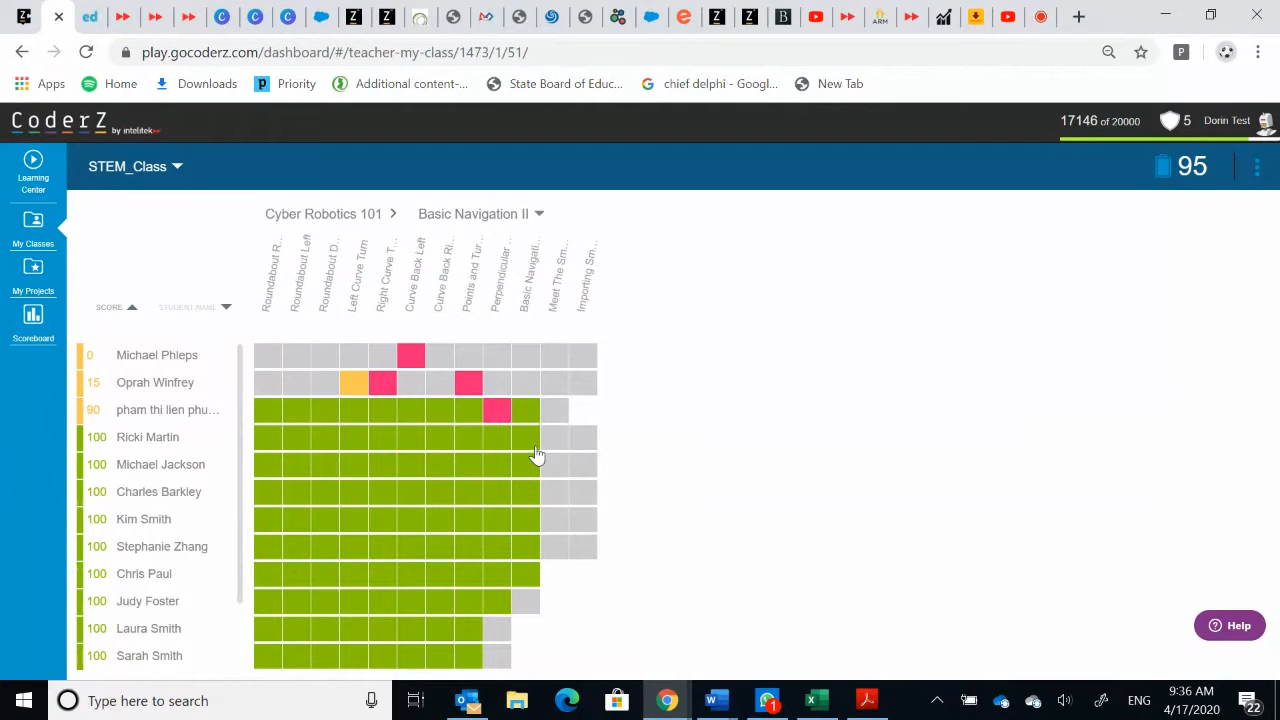 play.gocoderz.com/dashboard/#/teacher-my-class/1473/1/51/
P
Apps
Home
Downloads
Priority
Additional content-...
State Board of Educ...
chief delphi - Googl...
New Tab
CoderZ by intelitek
17146 of 20000
5
Dorin Test
STEM_Class
95
Learning
Center
My Classes
My Projects
Scoreboard
Cyber Robotics 101 > Basic Navigation II
Roundabout R...
Roundabout Left
Roundabout D...
Left Curve Turn
Right Curve T...
Curve Back Left
Curve Back Ri...
Points and Tur...
Perpendicular ...
Basic Navigati...
Meet The Sm...
Importing Sm...
SCORE
STUDENT NAME
0 Michael Phleps
15 Oprah Winfrey
90 pham thi lien phu...
100 Ricki Martin
100 Michael Jackson
100 Charles Barkley
100 Kim Smith
100 Stephanie Zhang
100 Chris Paul
100 Judy Foster
100 Laura Smith
100 Sarah Smith
? Help
Type here to search
1
ENG
9:36 AM
4/17/2020
22